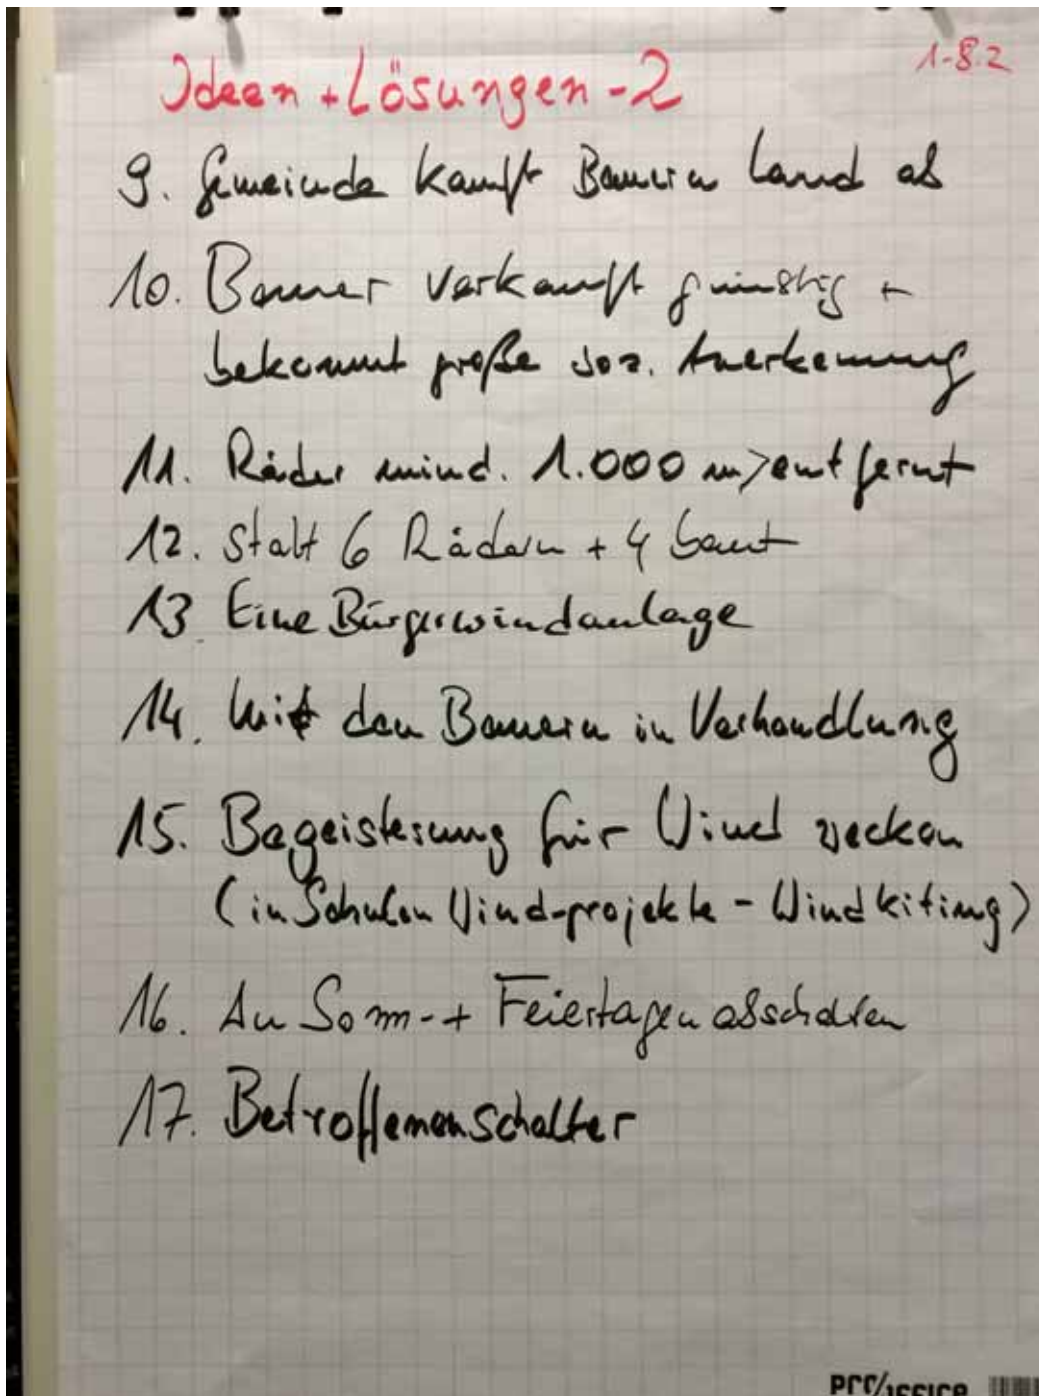 1-8.2
Ideen + Lösungen - 2
9. Gemeinde kauft Bauern Land ab
10. Bauer verkauft günstig +
bekommt große soz. Anerkennung
11. Räder mind. 1.000 m > entfernt
12. Statt 6 Rädern + 4 baut
13. Eine Bürgerwindanlage
14. Mit den Bauern in Verhandlung
15. Begeisterung für Wind wecken
(in Schulen Wind-projekte - Windkiting)
16. An Sonn- + Feiertagen abschalten
17. Betroffenenschalter